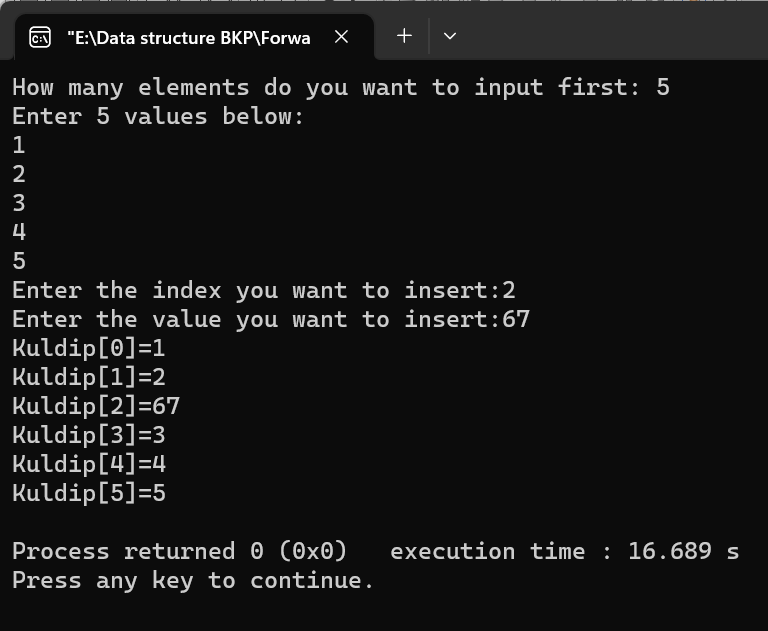 "E:\Data structure BKP\Forwa
How many elements do you want to input first: 5
Enter 5 values below:
1
2
3
4
5
Enter the index you want to insert:2
Enter the value you want to insert:67
Kuldip[0]=1
Kuldip[1]=2
Kuldip[2]=67
Kuldip[3]=3
Kuldip[4]=4
Kuldip[5]=5
Process returned 0 (0x0)   execution time : 16.689 s
Press any key to continue.